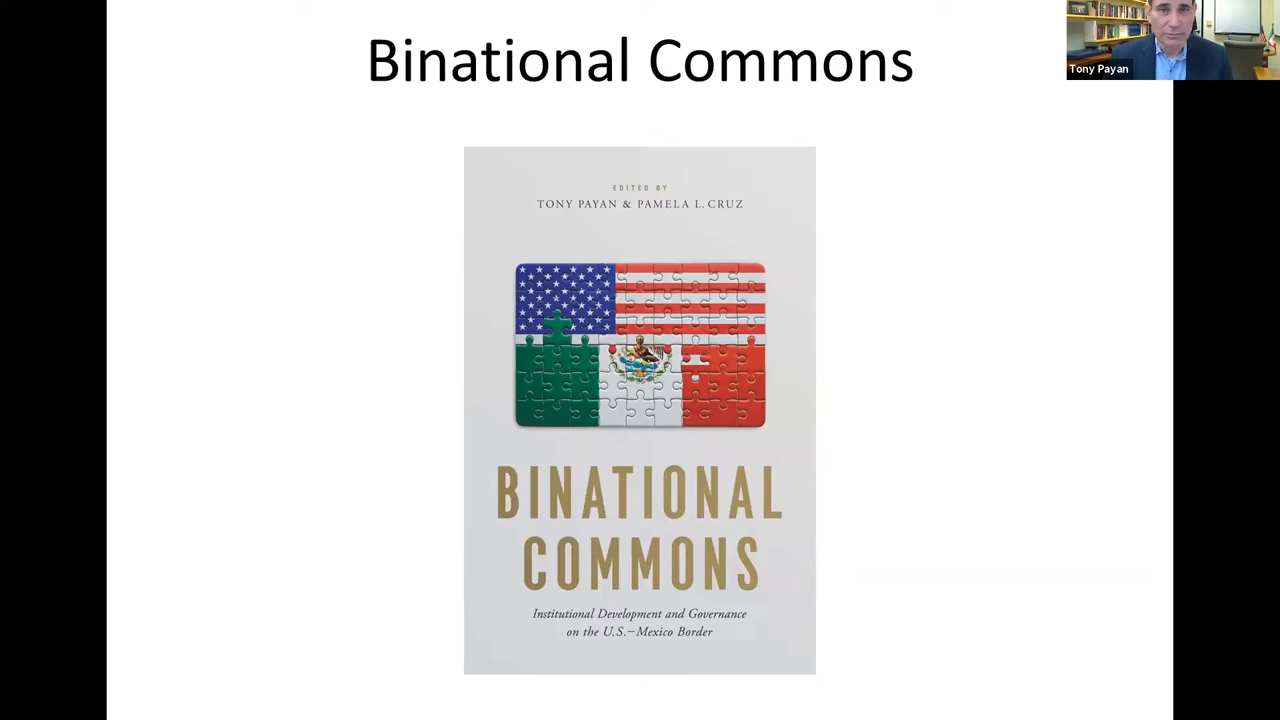 Binational Commons
Tony Payan
EDITED BY
TONY PAYAN & PAMELA L. CRUZ
BINATIONAL
COMMONS
Institutional Development and Governance
on the U.S.–Mexico Border